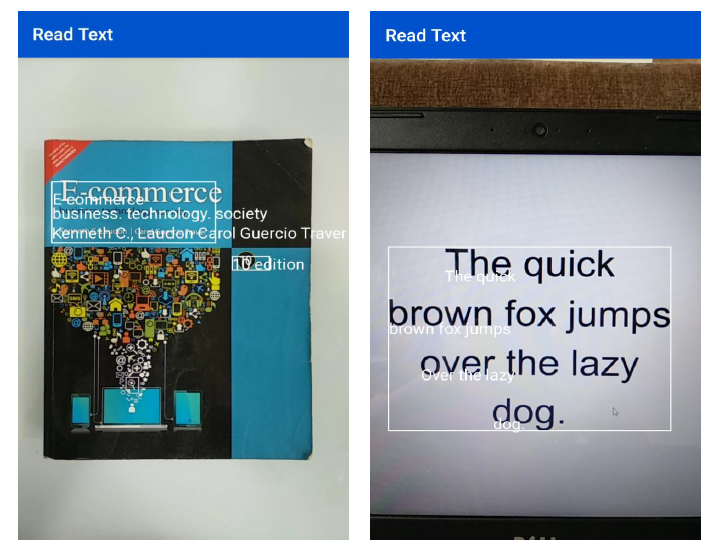 Read Text
E-commerce
E-commerce
business. technology. society
Kenneth C., Laudon Carol Guercio Traver
10 edition
Read Text
The quick
The quick
brown fox jumps
brown fox jumps
over the lazy
Over the lazy
dog.
dog.